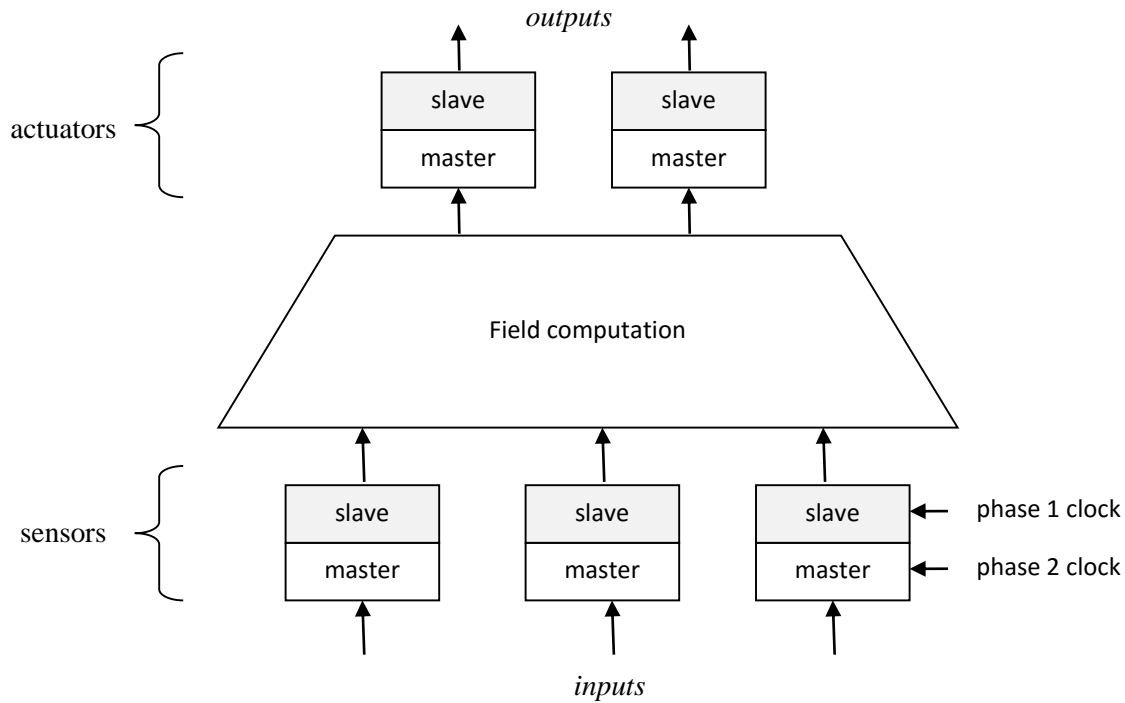 outputs
slave slave
actuators
master master
Field computation
slave slave slave phase 1 clock
sensors
master master master phase 2 clock
inputs